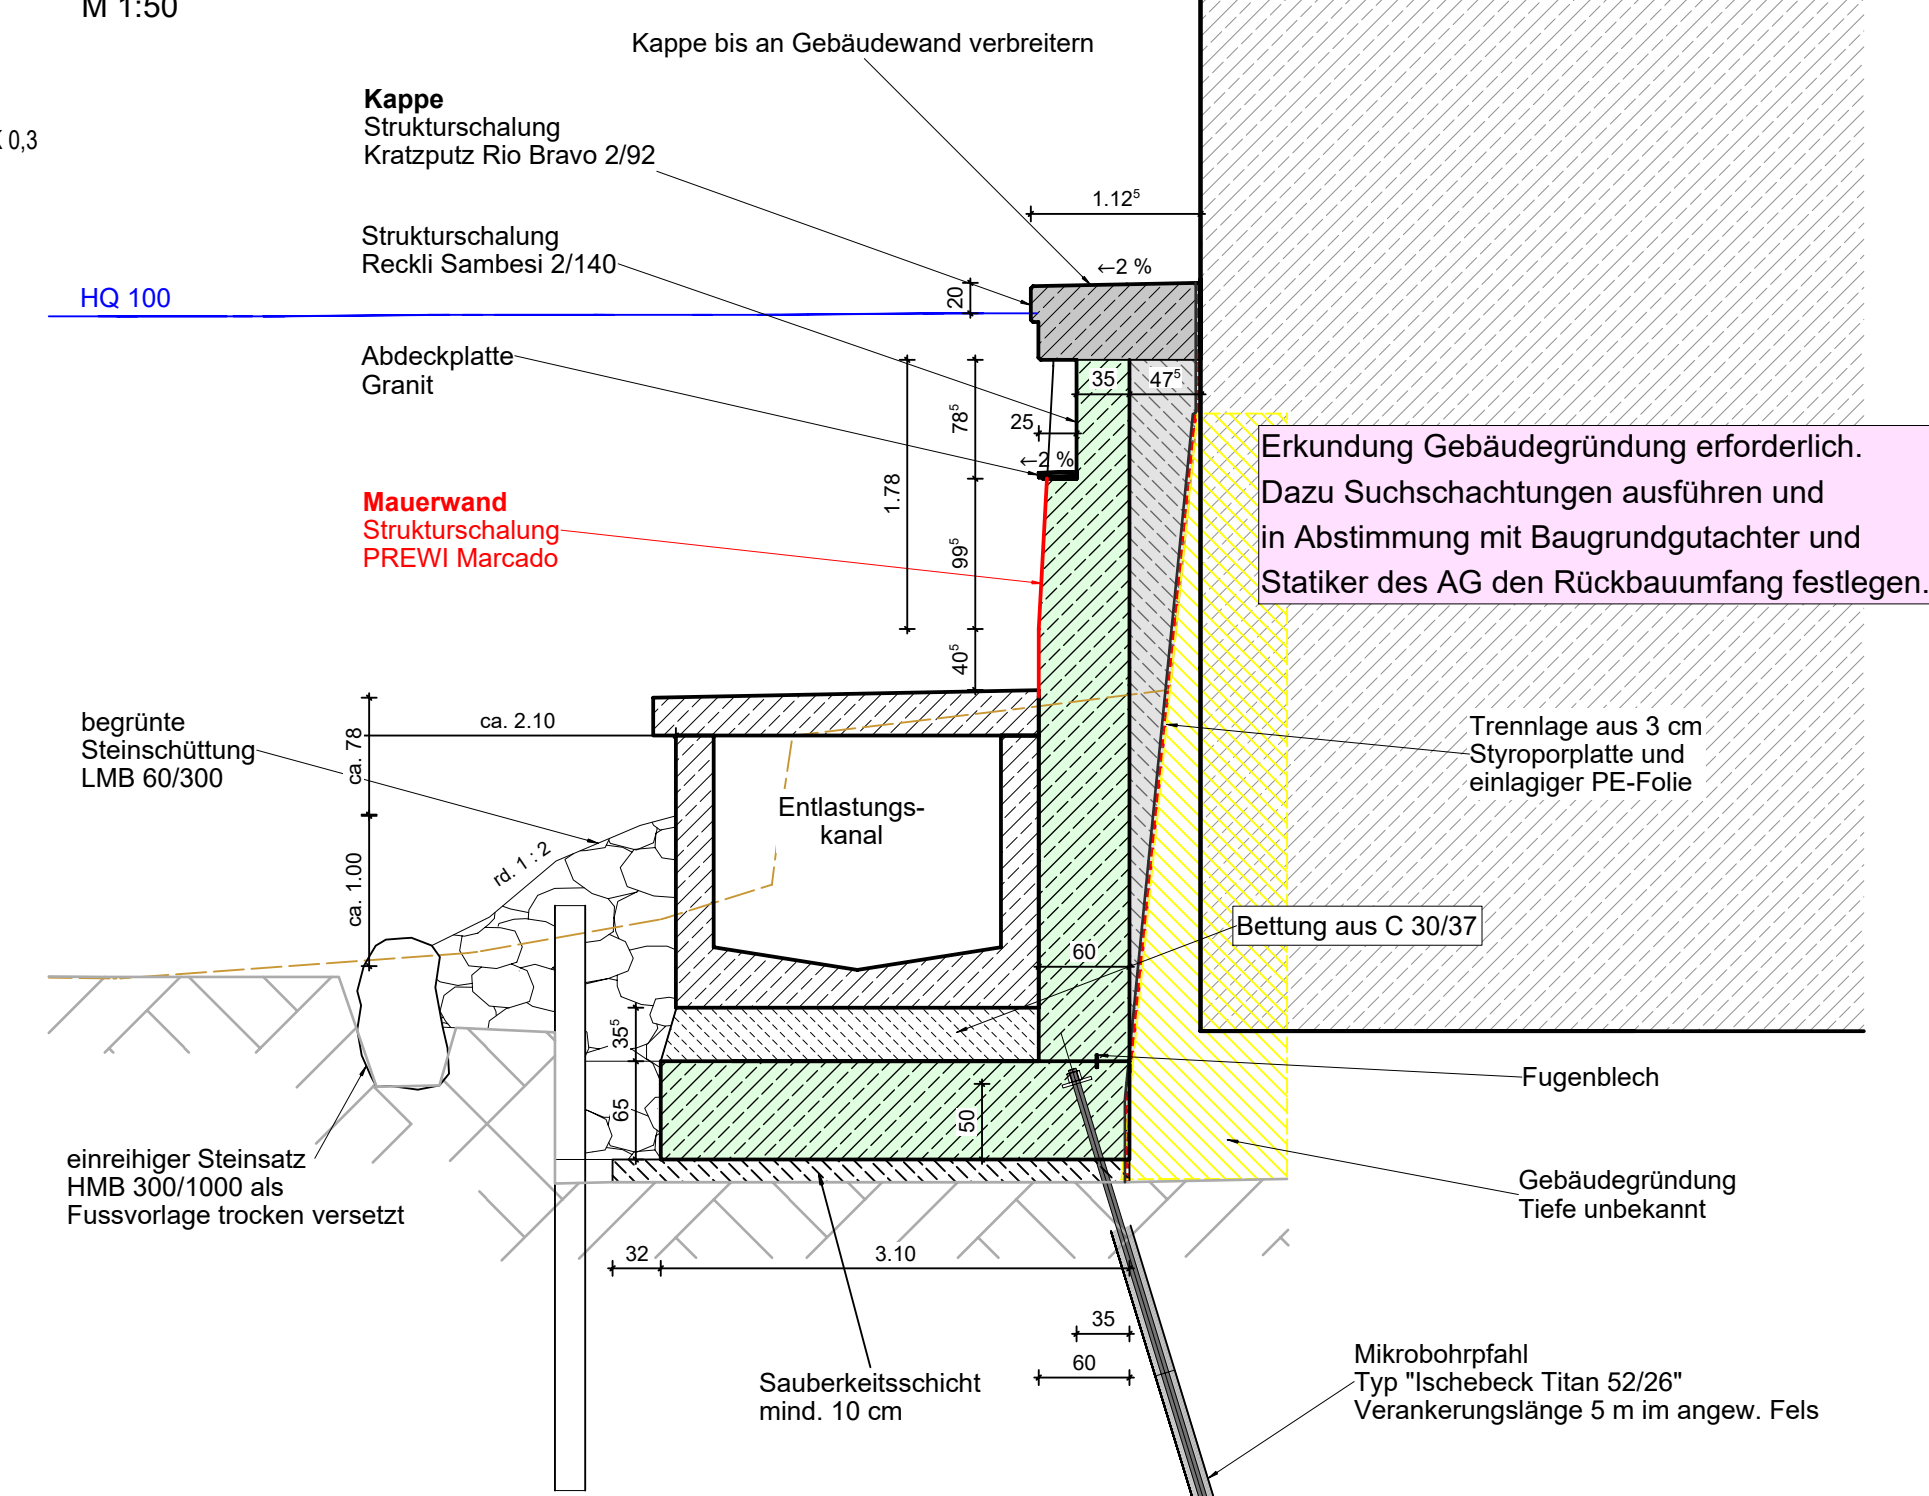 M 1:50
Kappe bis an Gebäudewand verbreitern
Kappe
Strukturschalung
Kratzputz Rio Bravo 2/92
0,3
1.12⁵
Strukturschalung
Reckli Sambesi 2/140
←2 %
HQ 100
20
Abdeckplatte
Granit
35
47⁵
78⁵
25
←2 %
1.78
Erkundung Gebäudegründung erforderlich.
Dazu Suchschachtungen ausführen und
in Abstimmung mit Baugrundgutachter und
Statiker des AG den Rückbauumfang festlegen.
Mauerwand
Strukturschalung
PREWI Marcado
99⁵
40⁵
begrünte
Steinschüttung
LMB 60/300
ca. 78
ca. 2.10
Trennlage aus 3 cm
Styroporplatte und
einlagiger PE-Folie
Entlastungs-
kanal
rd. 1 : 2
ca. 1.00
Bettung aus C 30/37
60
35⁵
65
50
Fugenblech
einreihiger Steinsatz
HMB 300/1000 als
Fussvorlage trocken versetzt
Gebäudegründung
Tiefe unbekannt
32
3.10
35
60
Sauberkeitsschicht
mind. 10 cm
Mikrobohrpfahl
Typ "Ischebeck Titan 52/26"
Verankerungslänge 5 m im angew. Fels